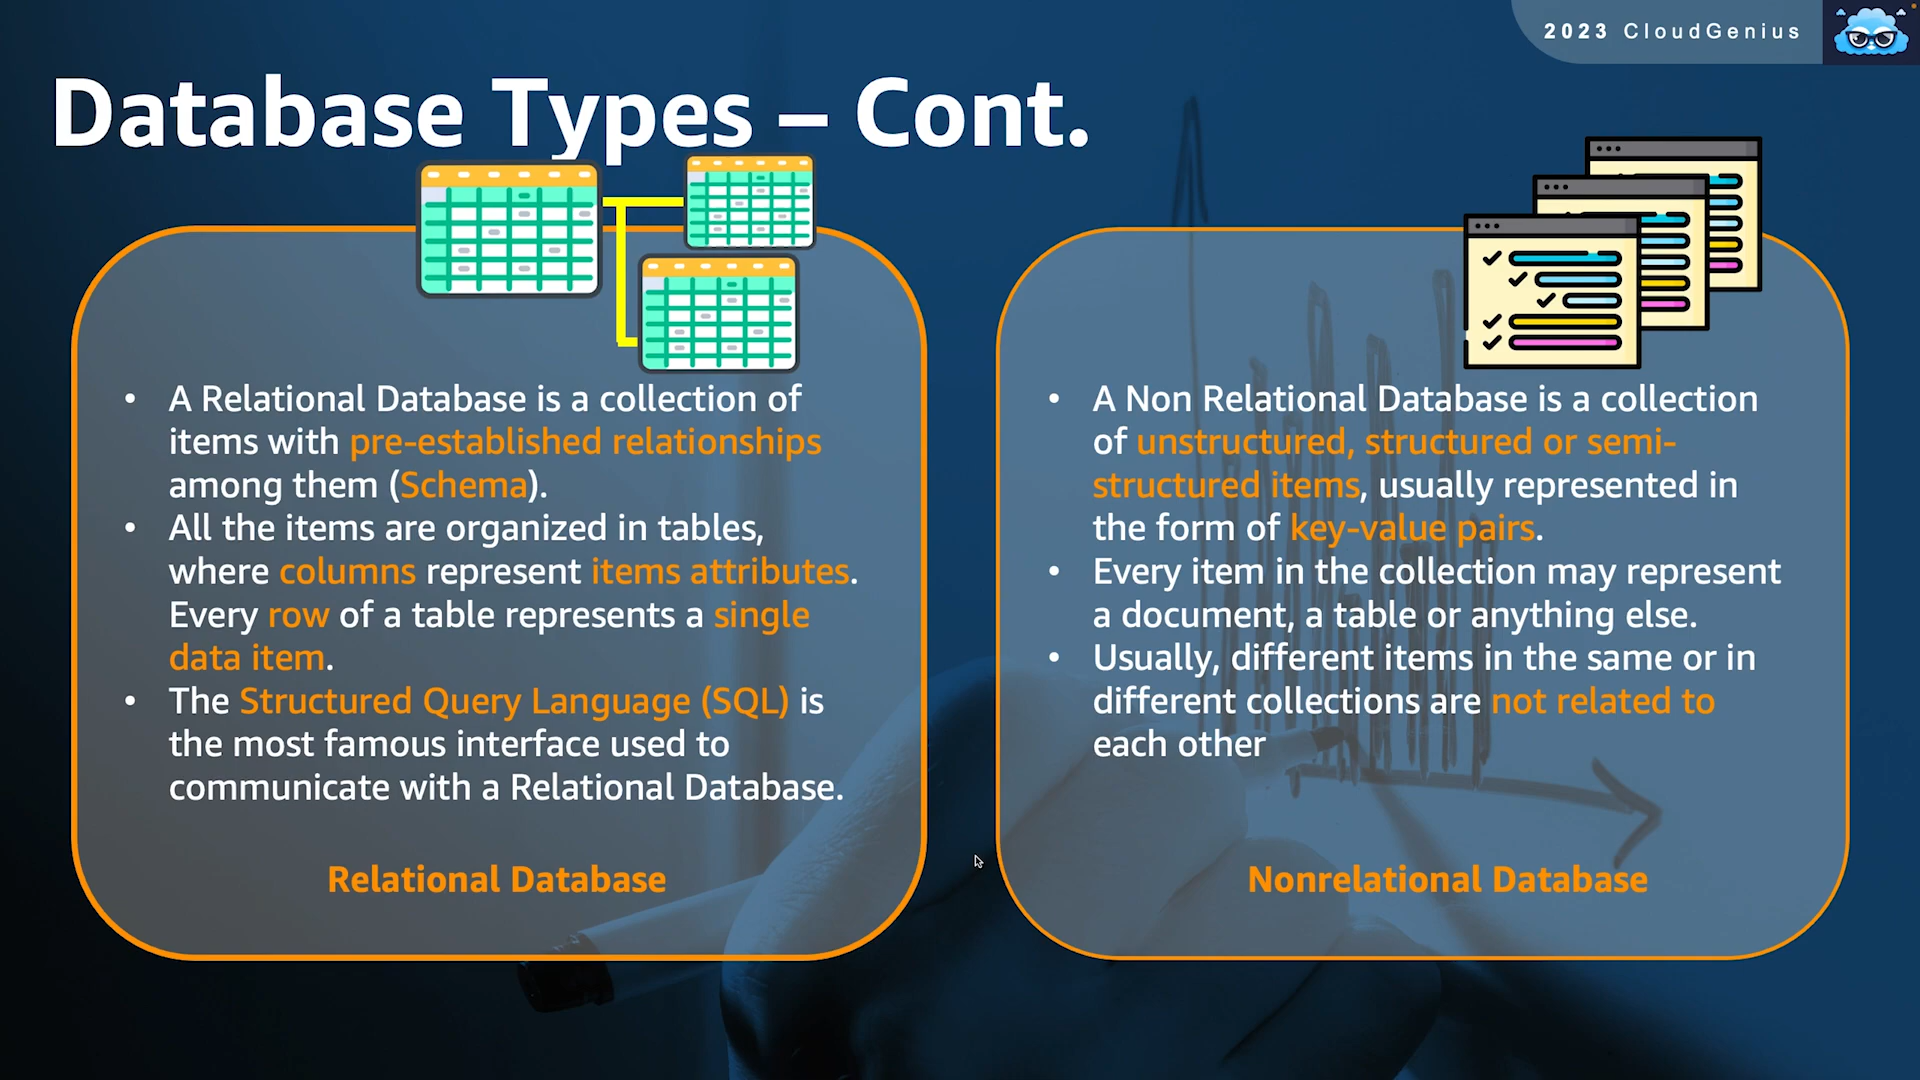 2023 CloudGenius
Database Types – Cont.
• A Relational Database is a collection of
items with pre-established relationships
among them (Schema).
• All the items are organized in tables,
where columns represent items attributes.
Every row of a table represents a single
data item.
• The Structured Query Language (SQL) is
the most famous interface used to
communicate with a Relational Database.
Relational Database
• A Non Relational Database is a collection
of unstructured, structured or semi-
structured items, usually represented in
the form of key-value pairs.
• Every item in the collection may represent
a document, a table or anything else.
• Usually, different items in the same or in
different collections are not related to
each other
Nonrelational Database